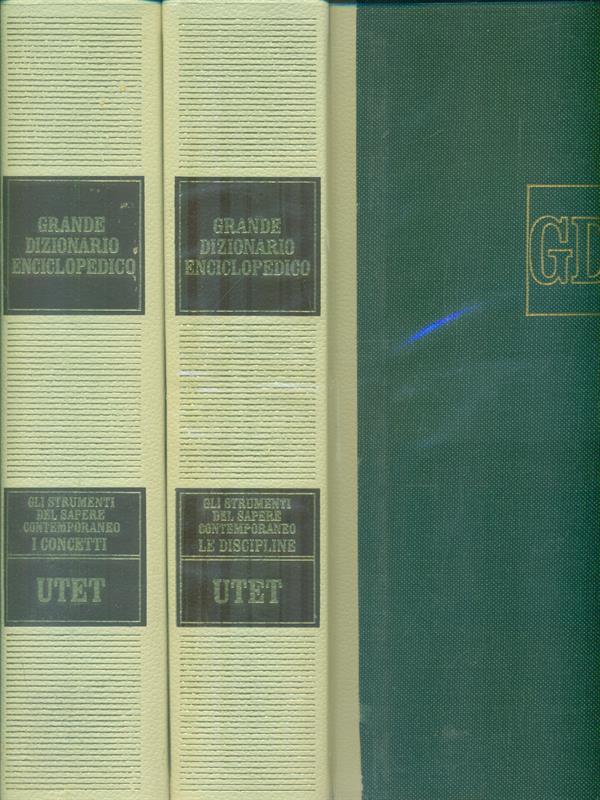 GRANDE
DIZIONARIO
ENCICLOPEDICO
GLI STRUMENTI
DEL SAPERE
CONTEMPORANEO
I CONCETTI
UTET
GRANDE
DIZIONARIO
ENCICLOPEDICO
GLI STRUMENTI
DEL SAPERE
CONTEMPORANEO
LE DISCIPLINE
UTET
GD